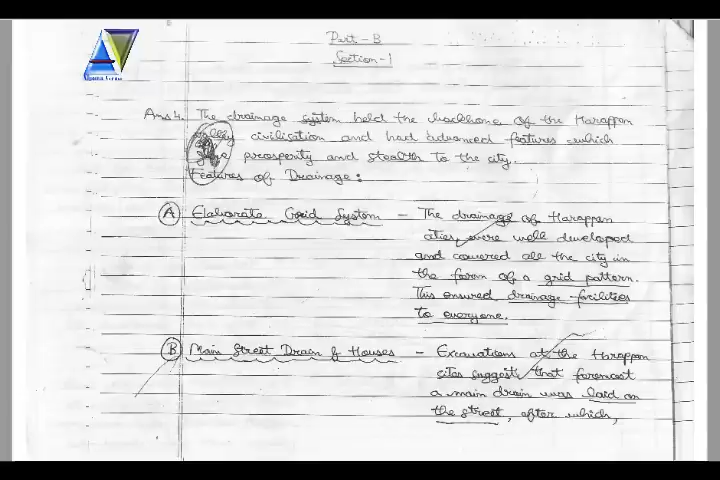 Part-B
Section-1
Ans 4. The drainage system held the backbone of the Harappan
civilisation and had advanced features which
prosperity and stealth to the city.
Features of Drainage:
(A) Elaborate Grid System - The drainage of Harappan
cities were well developed
and covered all the city in
the form of a grid pattern.
This ensured drainage facilities
to everyone.
(B) Main Street Drain & Houses - Excavations at the Harappan
sites suggest that foremost
a main drain was laid on
the street, after which,